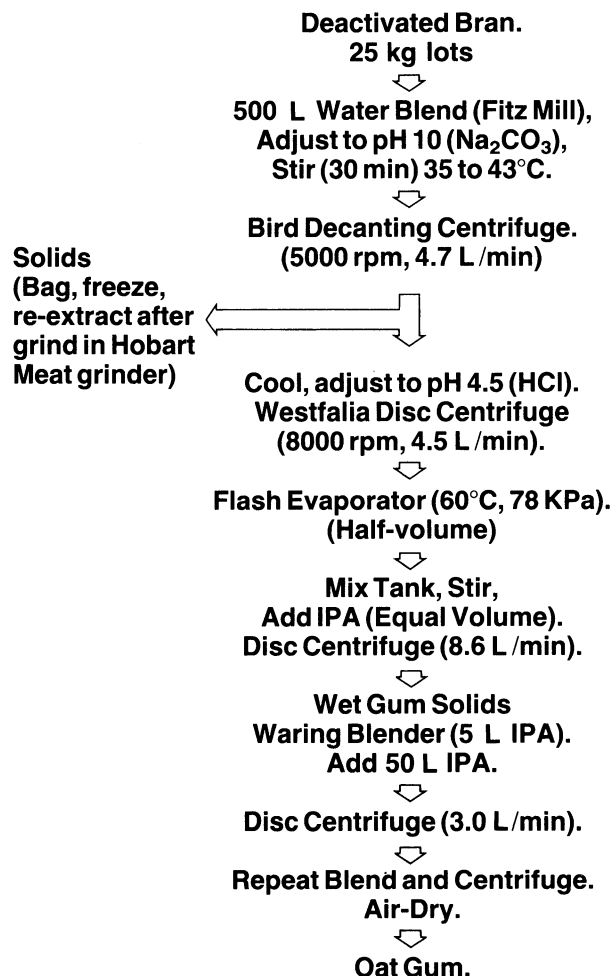 Deactivated Bran.
25 kg lots
500 L Water Blend (Fitz Mill),
Adjust to pH 10 (Na₂CO₃),
Stir (30 min) 35 to 43°C.
Bird Decanting Centrifuge.
(5000 rpm, 4.7 L/min)
Solids
(Bag, freeze,
re-extract after
grind in Hobart
Meat grinder)
Cool, adjust to pH 4.5 (HCl).
Westfalia Disc Centrifuge
(8000 rpm, 4.5 L/min).
Flash Evaporator (60°C, 78 KPa).
(Half-volume)
Mix Tank, Stir,
Add IPA (Equal Volume).
Disc Centrifuge (8.6 L/min).
Wet Gum Solids
Waring Blender (5 L IPA).
Add 50 L IPA.
Disc Centrifuge (3.0 L/min).
Repeat Blend and Centrifuge.
Air-Dry.
Oat Gum.